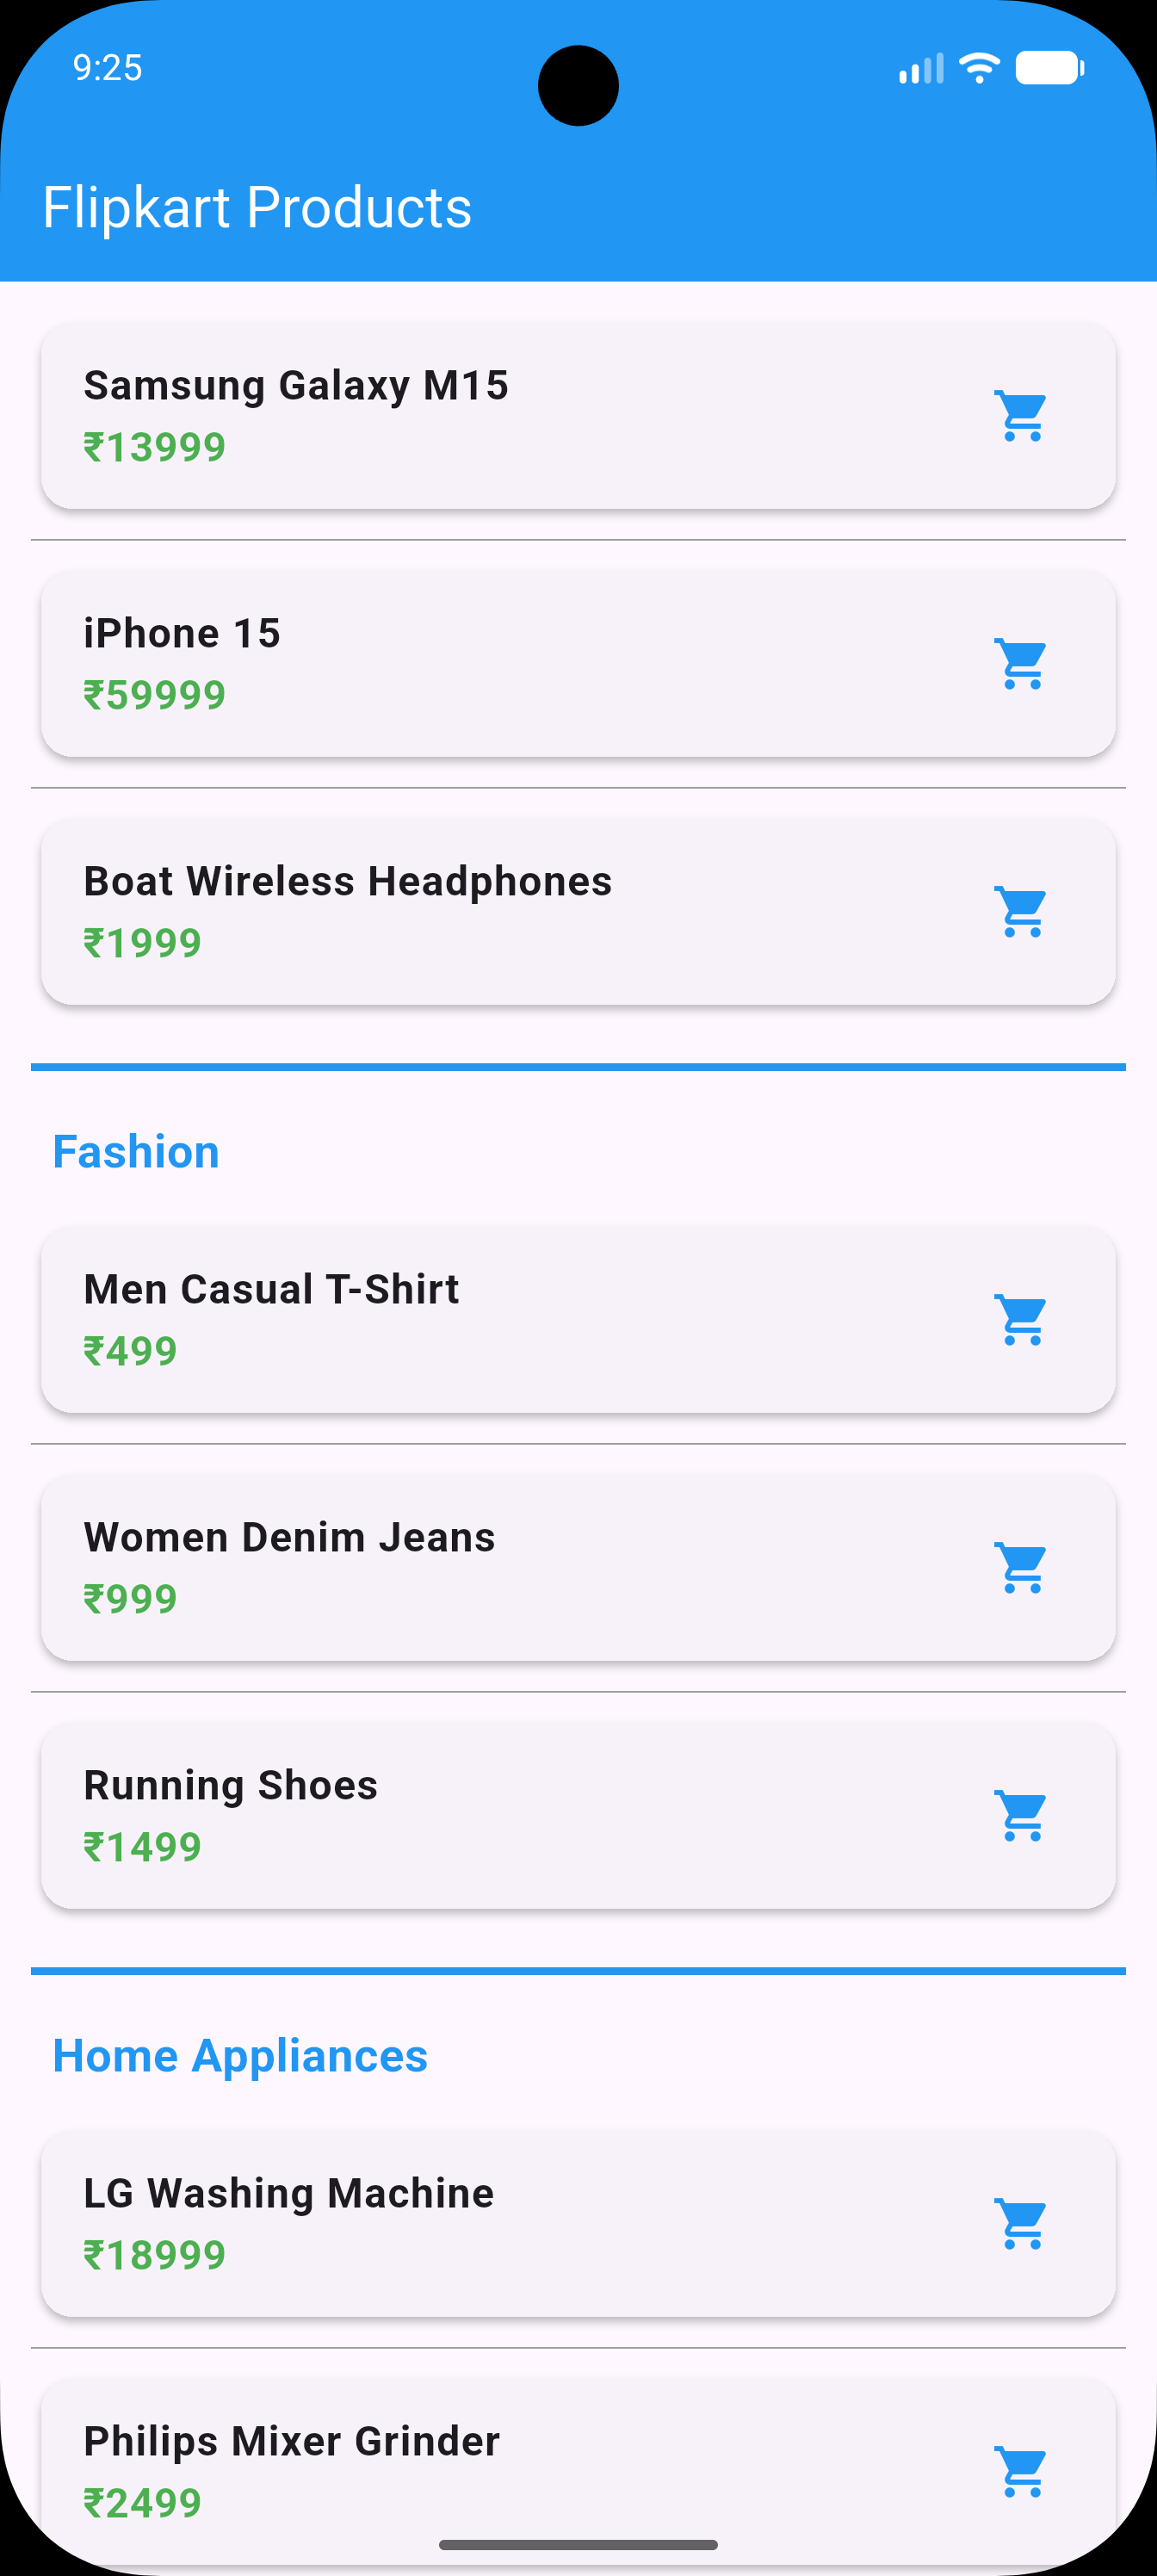 9:25
Flipkart Products
Samsung Galaxy M15
₹13999
iPhone 15
₹59999
Boat Wireless Headphones
₹1999
Fashion
Men Casual T-Shirt
₹499
Women Denim Jeans
₹999
Running Shoes
₹1499
Home Appliances
LG Washing Machine
₹18999
Philips Mixer Grinder
₹2499